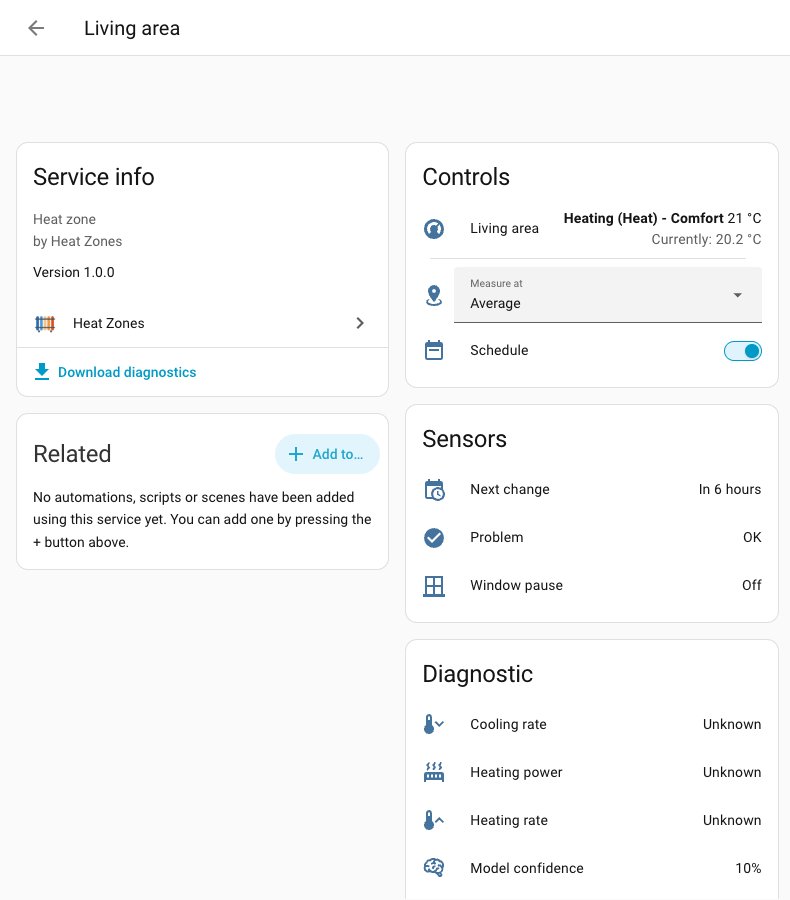 Living area
Service info
Heat zone
by Heat Zones
Version 1.0.0
Heat Zones
Download diagnostics
Related
Add to...
No automations, scripts or scenes have been added
using this service yet. You can add one by pressing the
+ button above.
Controls
Living area
Heating (Heat) - Comfort 21 °C
Currently: 20.2 °C
Measure at
Average
Schedule
Sensors
Next change In 6 hours
Problem OK
Window pause Off
Diagnostic
Cooling rate Unknown
Heating power Unknown
Heating rate Unknown
Model confidence 10%